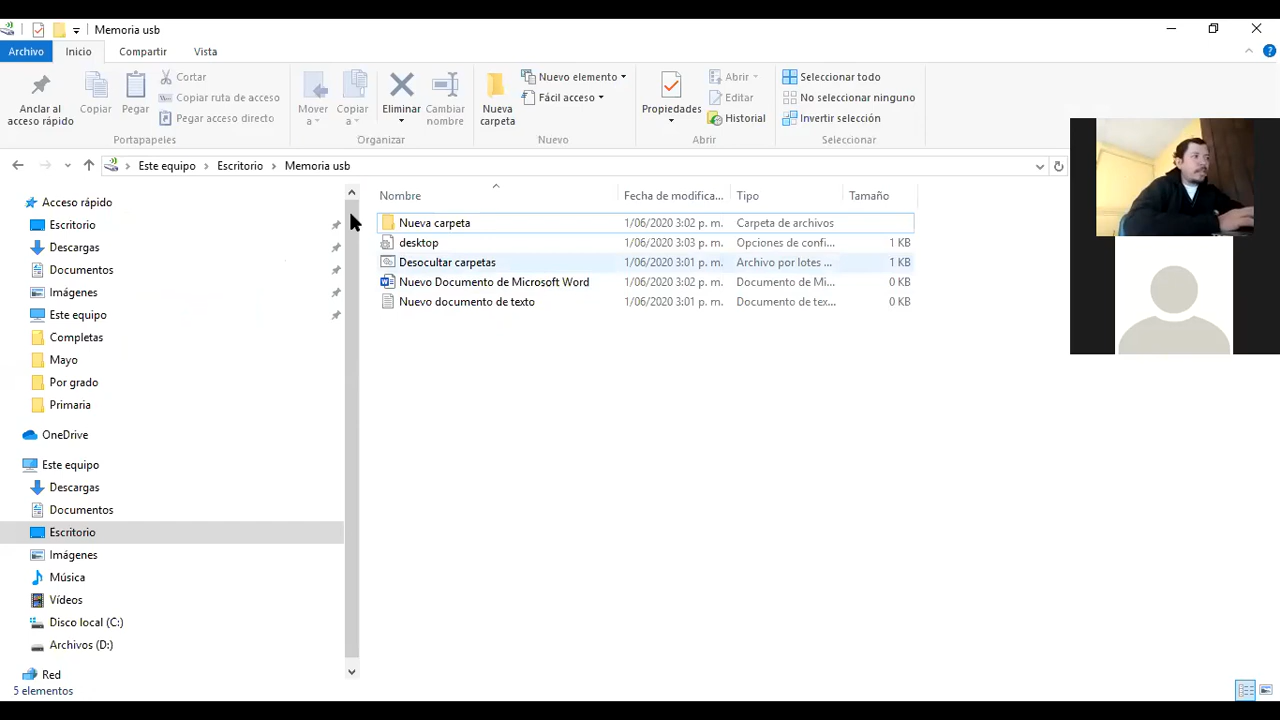 Memoria usb
Archivo Inicio Compartir Vista
Anclar al acceso rápido
Copiar
Pegar
Cortar
Copiar ruta de acceso
Pegar acceso directo
Portapapeles
Mover a
Copiar a
Eliminar
Cambiar nombre
Organizar
Nueva carpeta
Nuevo elemento
Fácil acceso
Nuevo
Propiedades
Abrir
Editar
Historial
Abrir
Seleccionar todo
No seleccionar ninguno
Invertir selección
Seleccionar
Este equipo > Escritorio > Memoria usb
Acceso rápido
Escritorio
Descargas
Documentos
Imágenes
Este equipo
Completas
Mayo
Por grado
Primaria
OneDrive
Este equipo
Descargas
Documentos
Escritorio
Imágenes
Música
Vídeos
Disco local (C:)
Archivos (D:)
Red
Nombre Fecha de modifica... Tipo Tamaño
Nueva carpeta 1/06/2020 3:02 p. m. Carpeta de archivos
desktop 1/06/2020 3:03 p. m. Opciones de confi... 1 KB
Desocultar carpetas 1/06/2020 3:01 p. m. Archivo por lotes ... 1 KB
Nuevo Documento de Microsoft Word 1/06/2020 3:02 p. m. Documento de Mi... 0 KB
Nuevo documento de texto 1/06/2020 3:01 p. m. Documento de tex... 0 KB
5 elementos